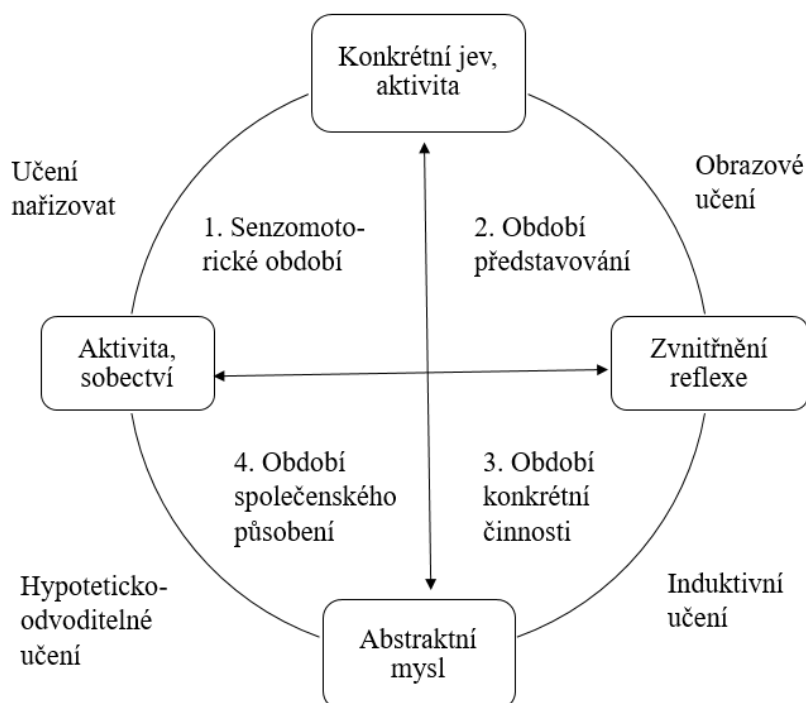 Konkrétní jev,
aktivita
Učení
nařizovat
Obrazové
učení
1. Senzomoto-
rické období
2. Období
představování
Aktivita,
sobectví
Zvnitřnění
reflexe
4. Období
společenského
působení
3. Období
konkrétní
činnosti
Hypoteticko-
odvoditelné
učení
Induktivní
učení
Abstraktní
mysl